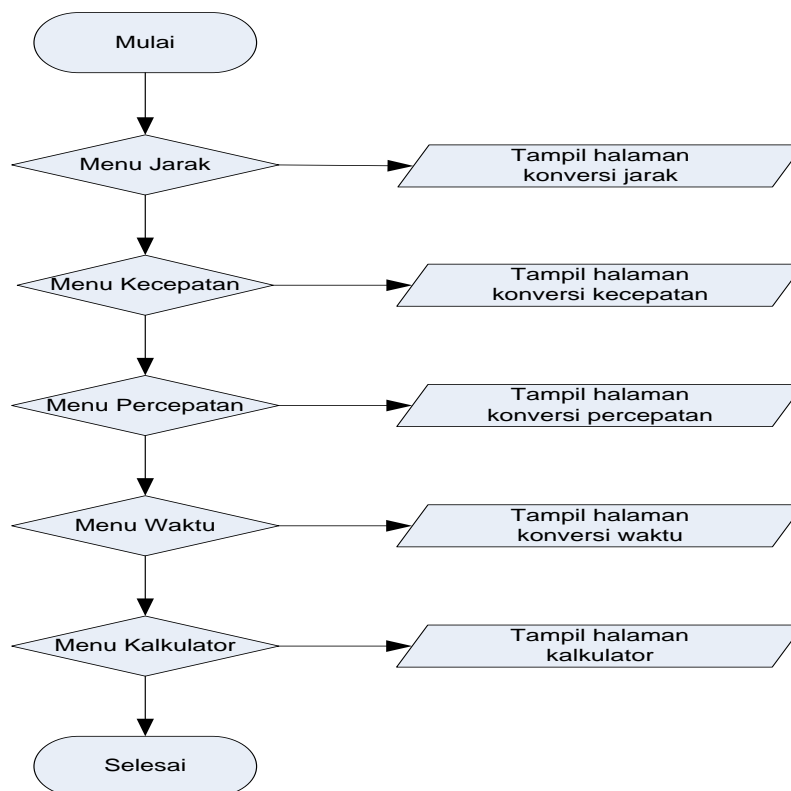 Mulai
Menu Jarak
Tampil halaman
konversi jarak
Menu Kecepatan
Tampil halaman
konversi kecepatan
Menu Percepatan
Tampil halaman
konversi percepatan
Menu Waktu
Tampil halaman
konversi waktu
Menu Kalkulator
Tampil halaman
kalkulator
Selesai